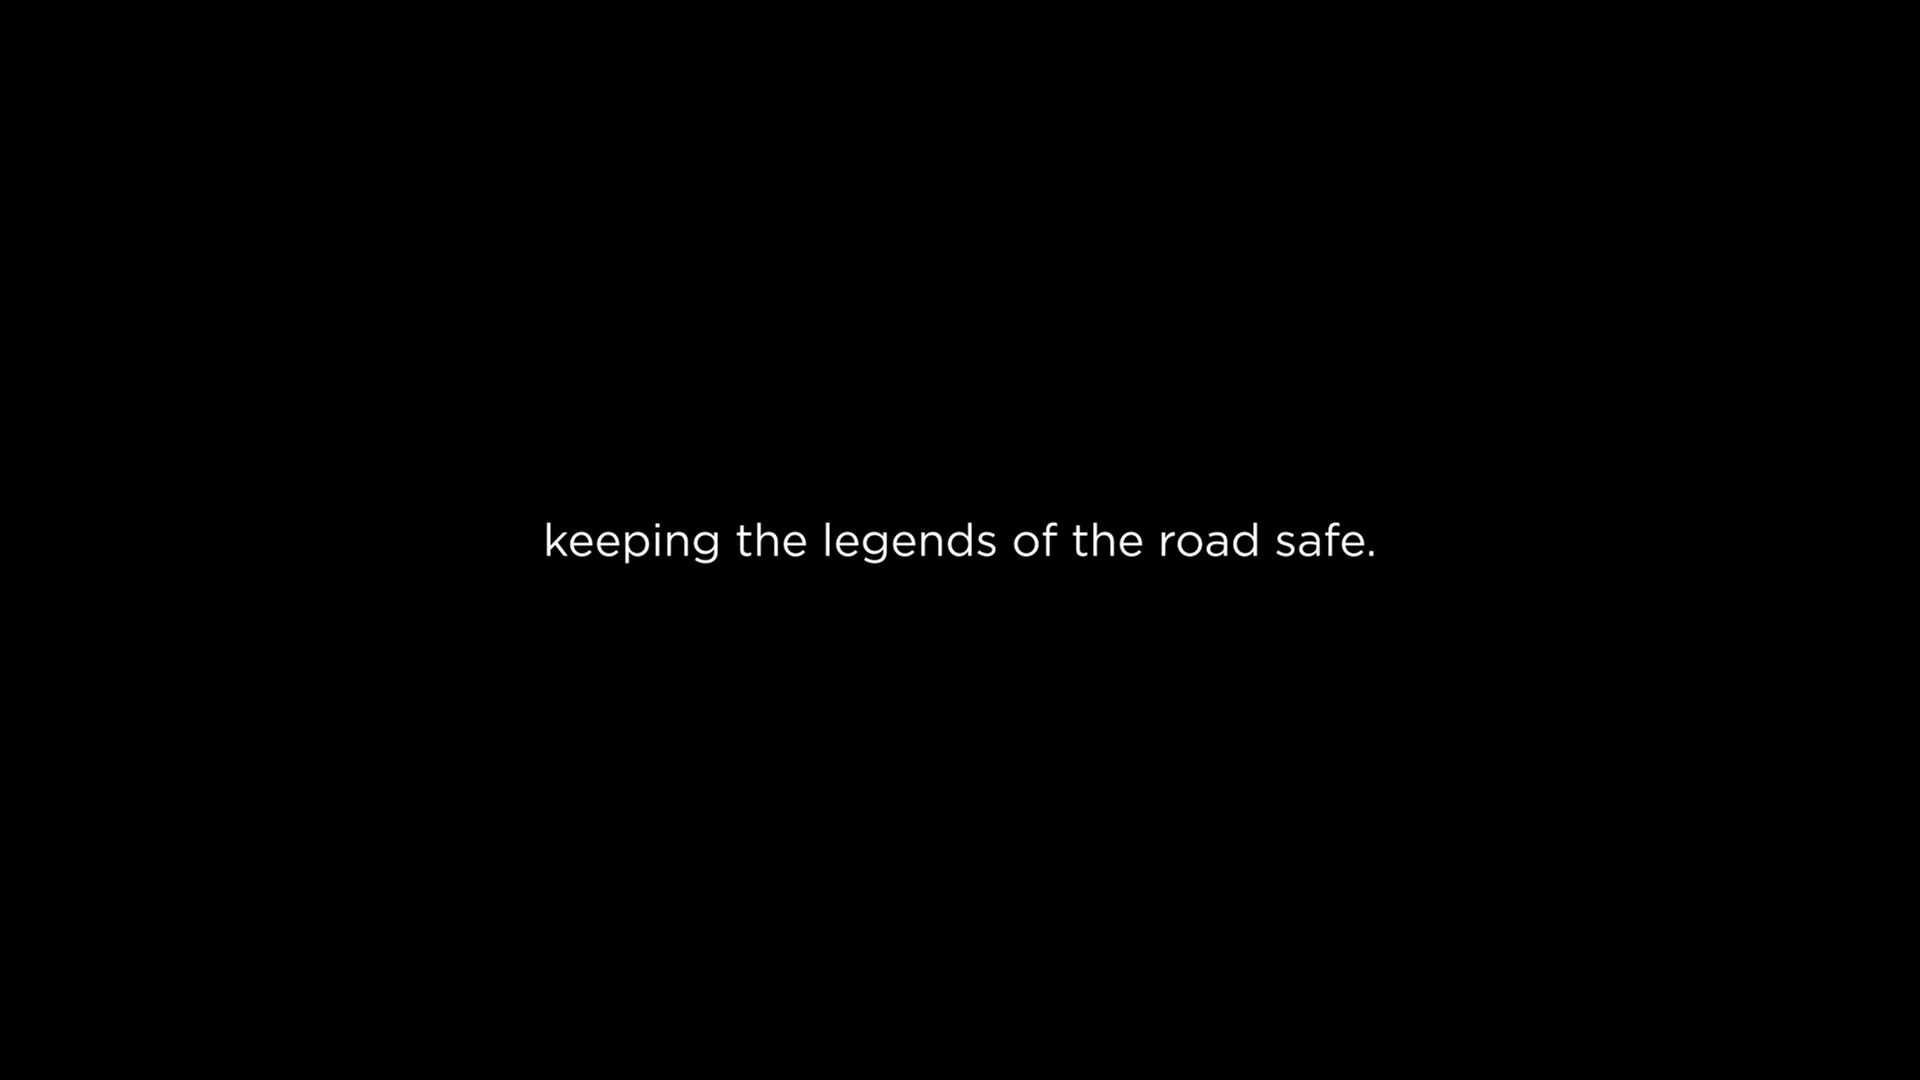 keeping the legends of the road safe.